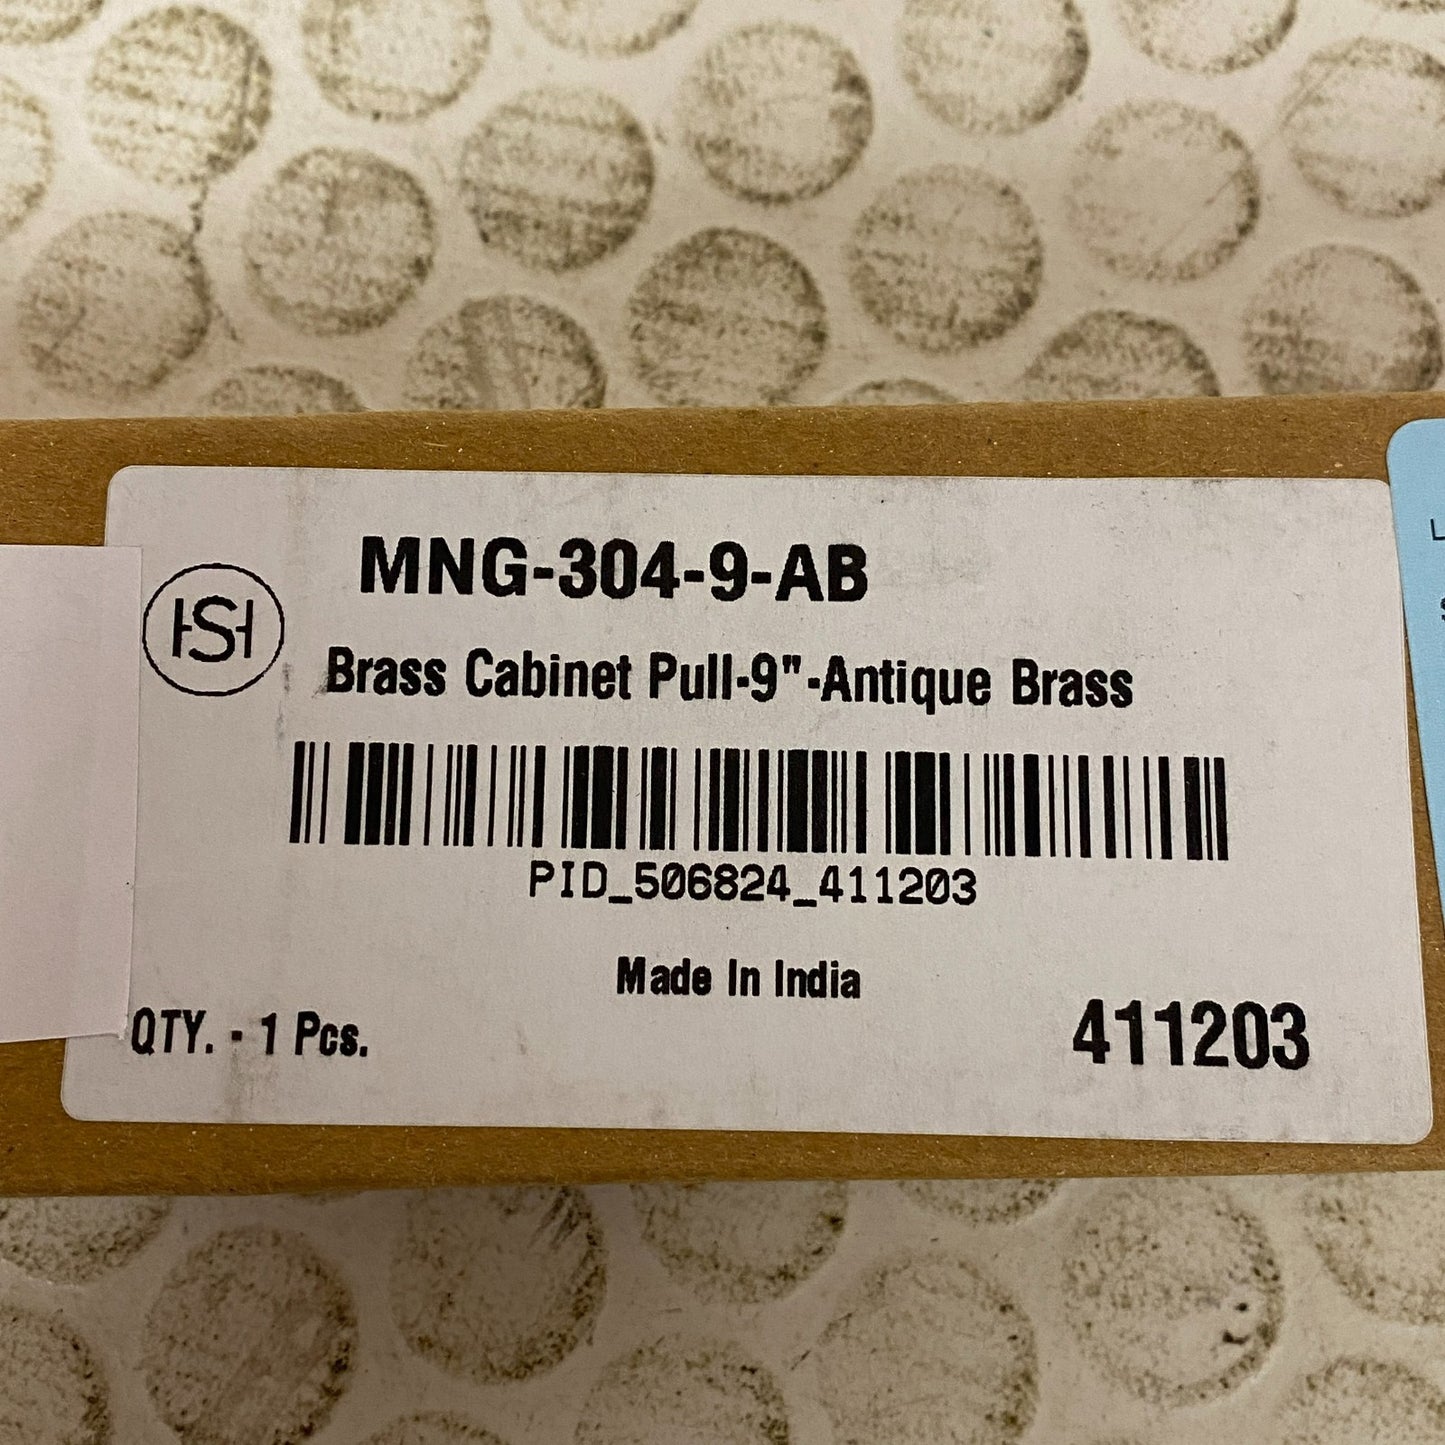 MNG-304-9-AB
HSH
Brass Cabinet Pull-9"-Antique Brass
PID_506824_411203
Made In India
QTY. - 1 Pcs.
411203
L